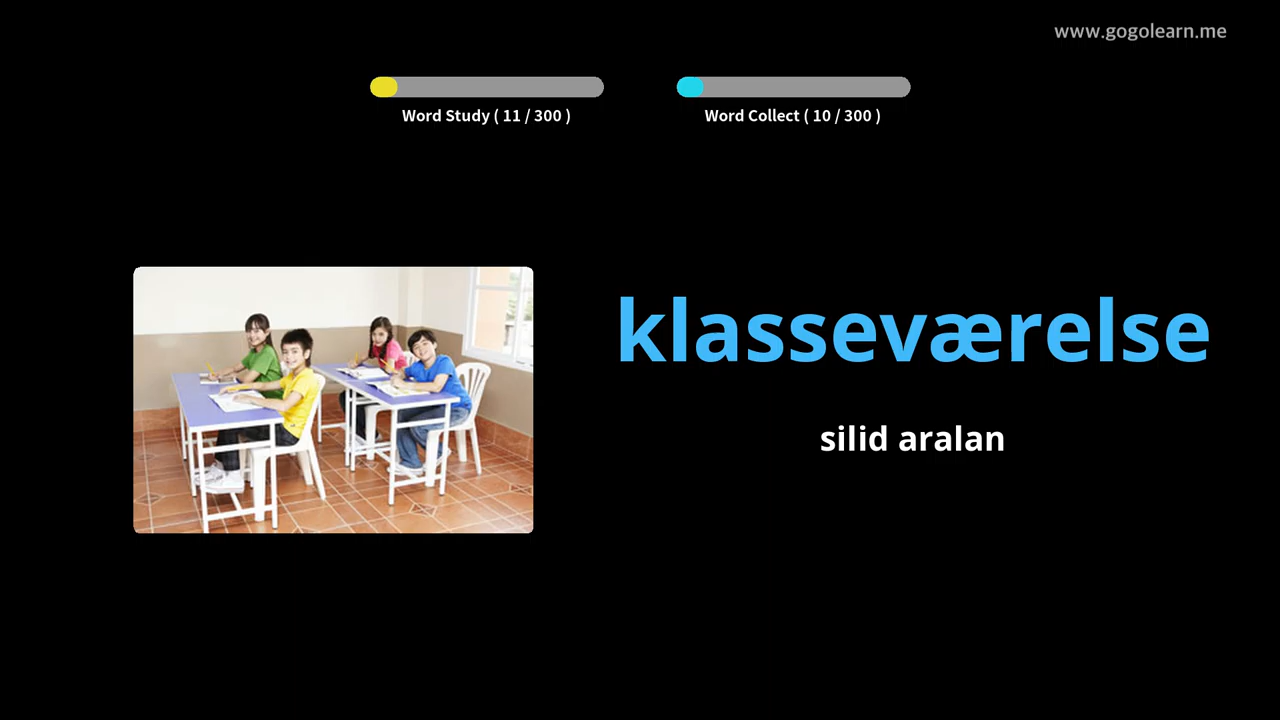 www.gogolearn.me
Word Study ( 11 / 300 )
Word Collect ( 10 / 300 )
klasseværelse
silid aralan